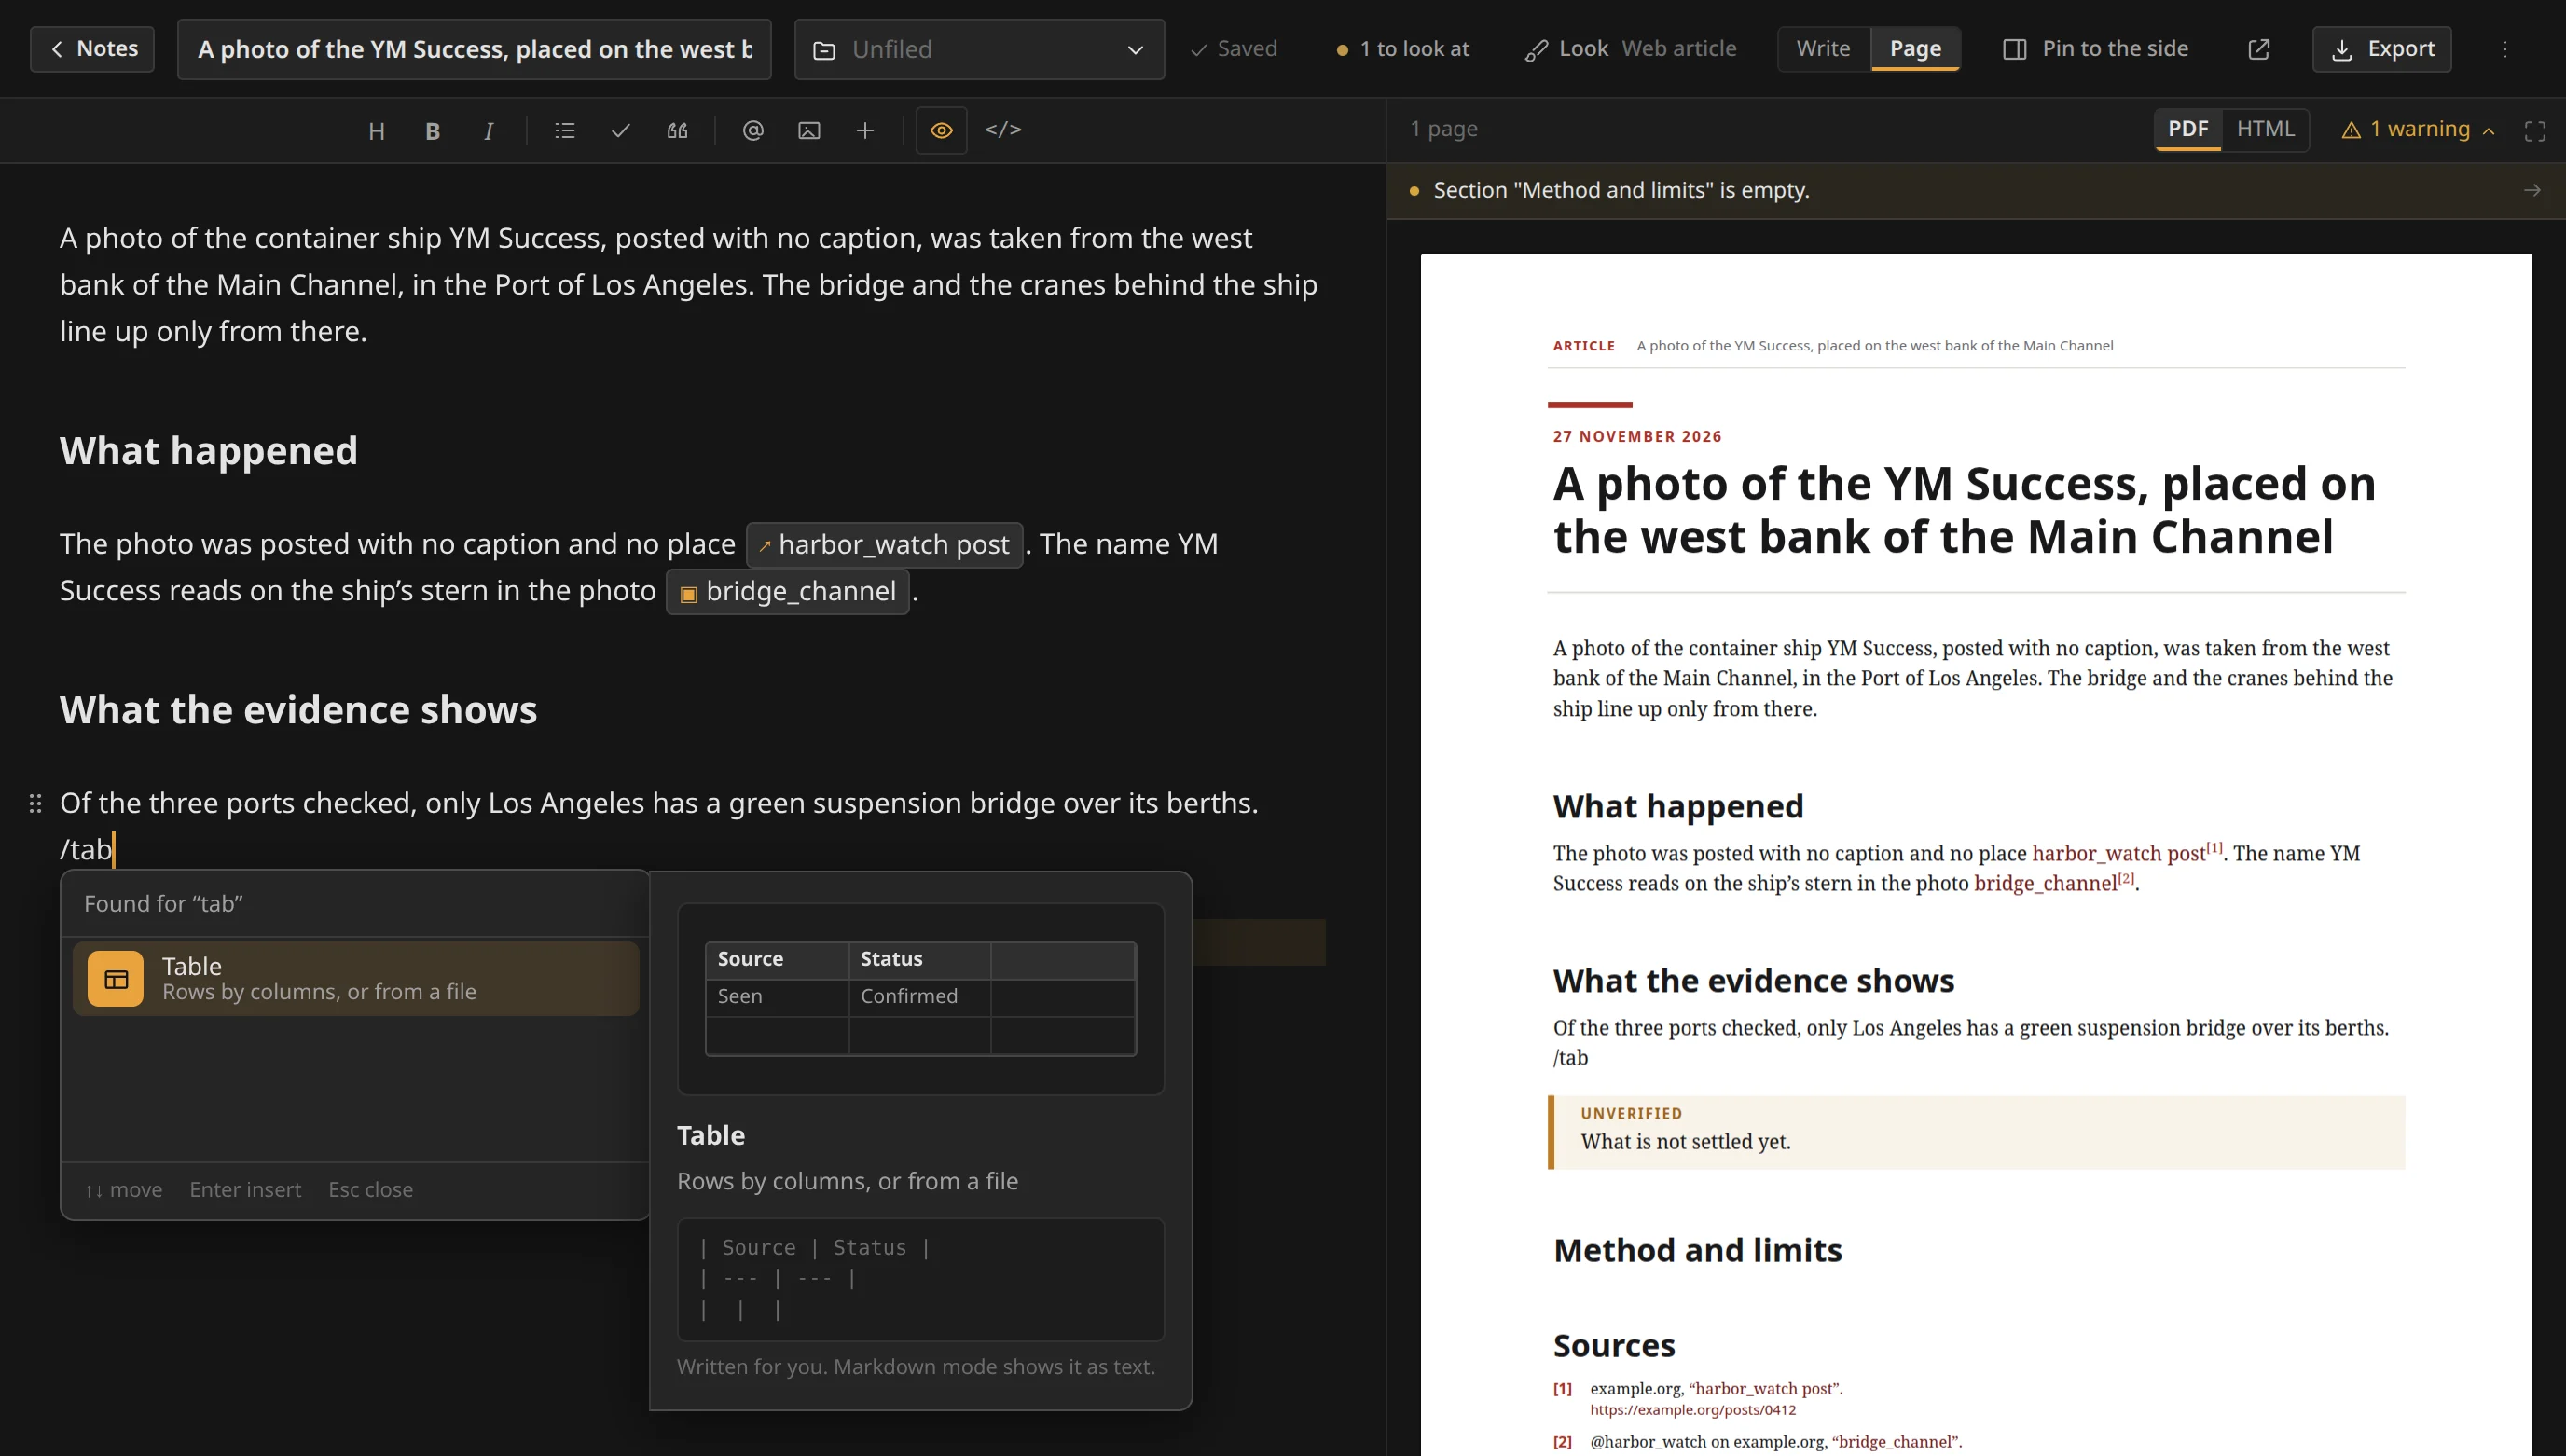 Notes
A photo of the YM Success, placed on the west b
Unfiled
Saved
1 to look at
Look Web article
Write
Page
Pin to the side
Export
H B I </>
1 page
PDF
HTML
1 warning
Section "Method and limits" is empty.
A photo of the container ship YM Success, posted with no caption, was taken from the west
bank of the Main Channel, in the Port of Los Angeles. The bridge and the cranes behind the ship
line up only from there.
What happened
The photo was posted with no caption and no place harbor_watch post. The name YM
Success reads on the ship’s stern in the photo bridge_channel.
What the evidence shows
Of the three ports checked, only Los Angeles has a green suspension bridge over its berths.
/tab
Found for “tab”
Table
Rows by columns, or from a file
↑↓ move Enter insert Esc close
Source Status
Seen Confirmed
Table
Rows by columns, or from a file
| Source | Status |
| --- | --- |
| | |
Written for you. Markdown mode shows it as text.
ARTICLE A photo of the YM Success, placed on the west bank of the Main Channel
27 NOVEMBER 2026
A photo of the YM Success, placed on
the west bank of the Main Channel
A photo of the container ship YM Success, posted with no caption, was taken from the west
bank of the Main Channel, in the Port of Los Angeles. The bridge and the cranes behind the
ship line up only from there.
What happened
The photo was posted with no caption and no place harbor_watch post[1]. The name YM
Success reads on the ship’s stern in the photo bridge_channel[2].
What the evidence shows
Of the three ports checked, only Los Angeles has a green suspension bridge over its berths.
/tab
UNVERIFIED
What is not settled yet.
Method and limits
Sources
[1] example.org, “harbor_watch post”.
https://example.org/posts/0412
[2] @harbor_watch on example.org, “bridge_channel”.